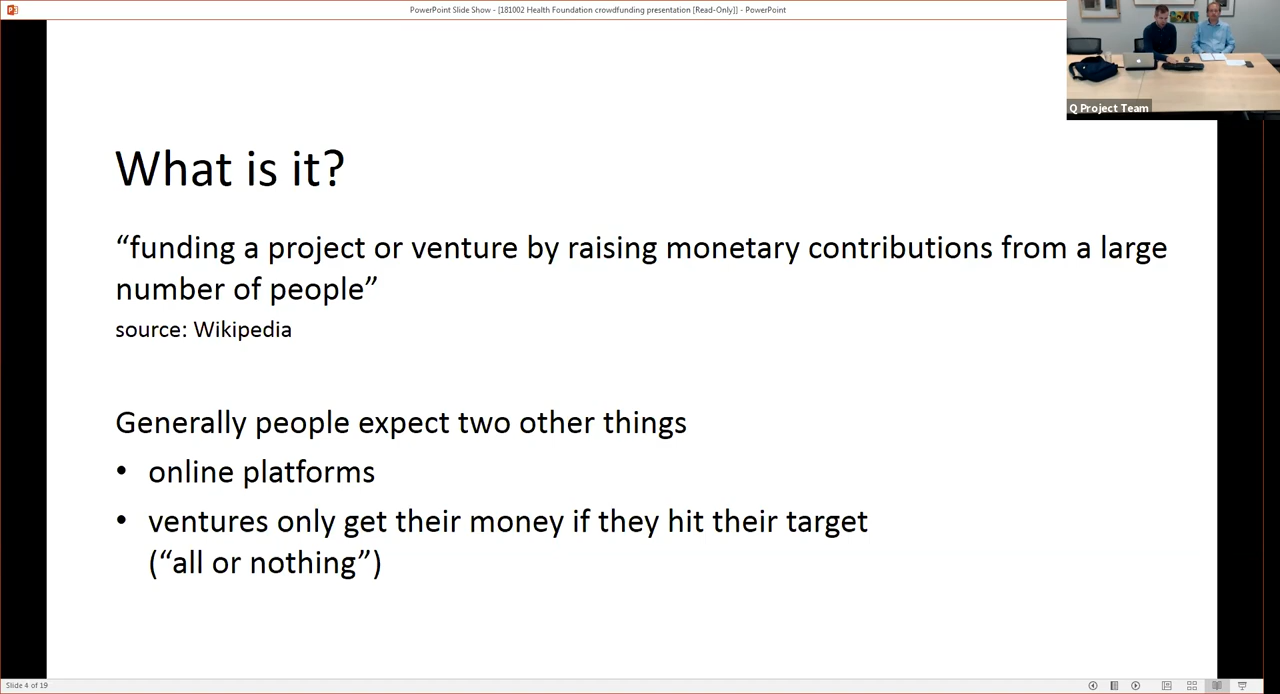 PowerPoint Slide Show - [181002 Health Foundation crowdfunding presentation [Read-Only]] - PowerPoint
Q Project Team
What is it?
“funding a project or venture by raising monetary contributions from a large
number of people”
source: Wikipedia
Generally people expect two other things
• online platforms
• ventures only get their money if they hit their target
(“all or nothing”)
Slide 4 of 19